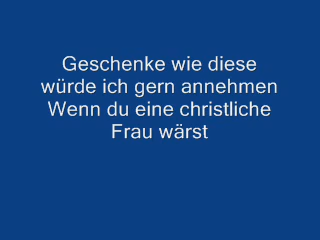 Geschenke wie diese
würde ich gern annehmen
Wenn du eine christliche
Frau wärst